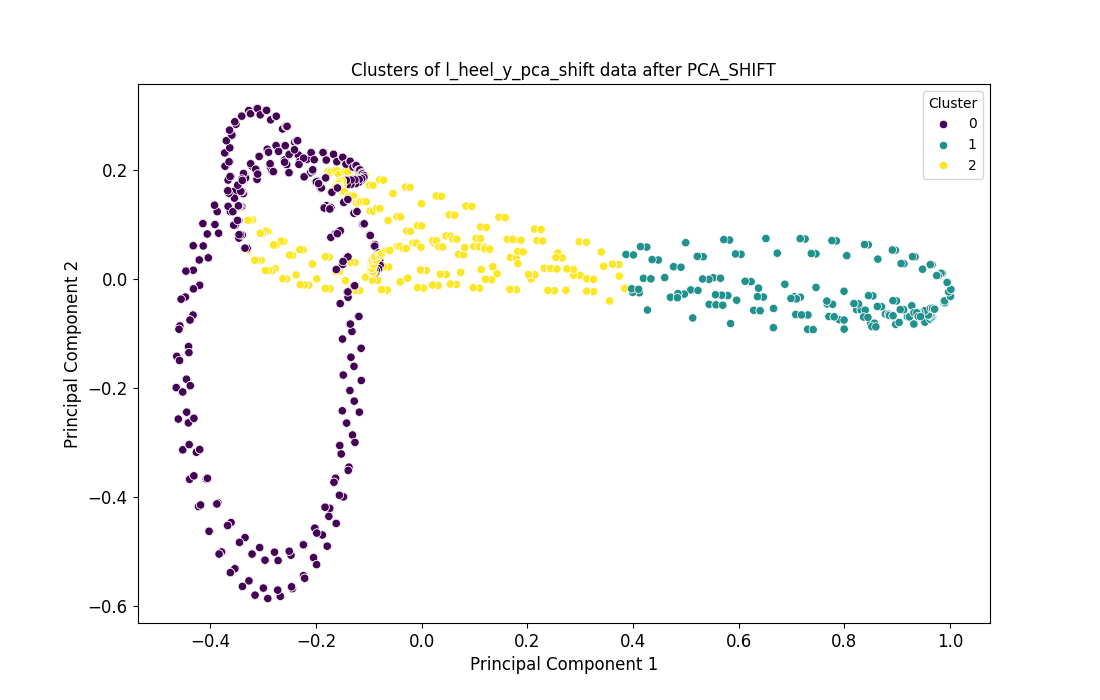 Clusters of l_heel_y_pca_shift data after PCA_SHIFT
Cluster
0
1
2
Principal Component 2
0.2
0.0
−0.2
−0.4
−0.6
−0.4 −0.2 0.0 0.2 0.4 0.6 0.8 1.0
Principal Component 1